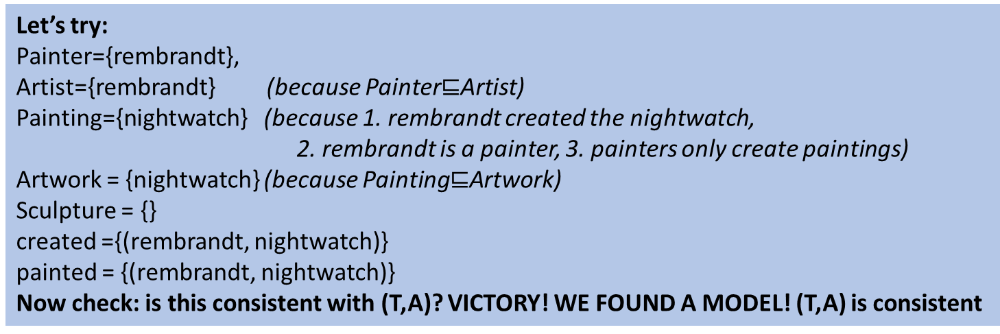 Let’s try:
Painter={rembrandt},
Artist={rembrandt} (because Painter⊑Artist)
Painting={nightwatch} (because 1. rembrandt created the nightwatch,
2. rembrandt is a painter, 3. painters only create paintings)
Artwork = {nightwatch} (because Painting⊑Artwork)
Sculpture = {}
created ={(rembrandt, nightwatch)}
painted = {(rembrandt, nightwatch)}
Now check: is this consistent with (T,A)? VICTORY! WE FOUND A MODEL! (T,A) is consistent